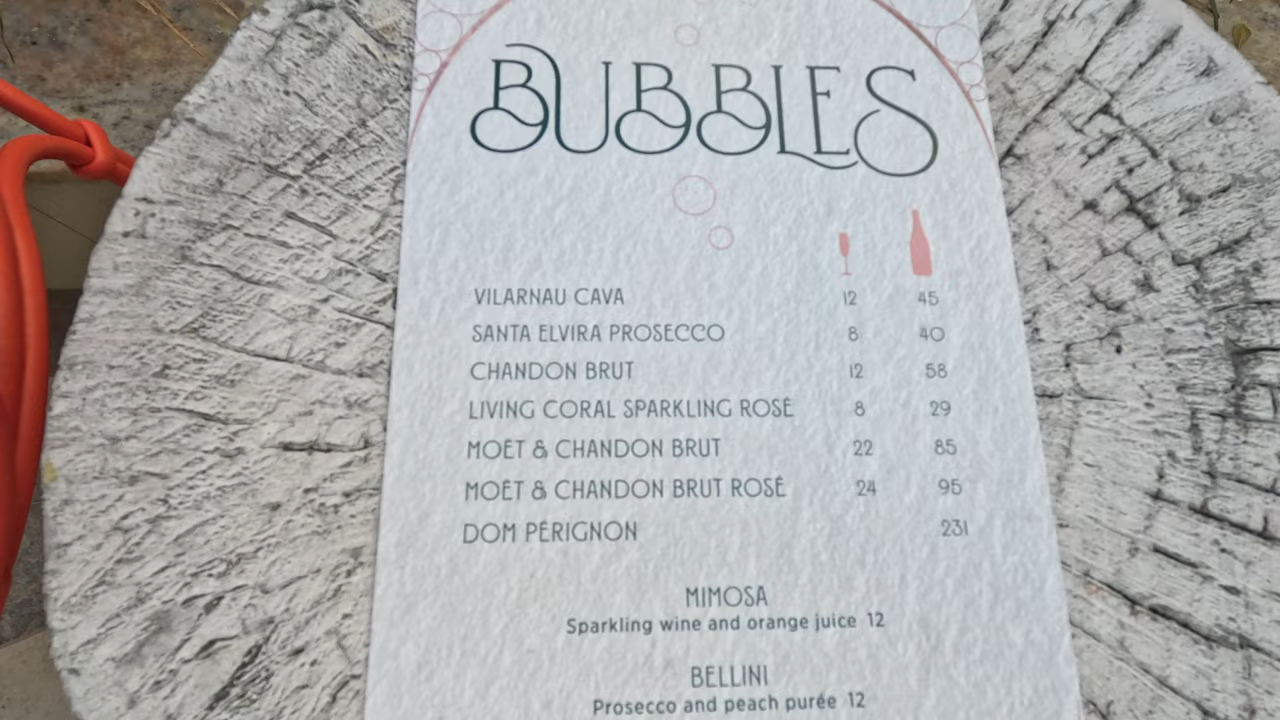 BUBBLES
VILARNAU CAVA 12 45
SANTA ELVIRA PROSECCO 8 40
CHANDON BRUT 12 58
LIVING CORAL SPARKLING ROSÉ 8 29
MOËT & CHANDON BRUT 22 85
MOËT & CHANDON BRUT ROSÉ 24 95
DOM PÉRIGNON 231
MIMOSA
Sparkling wine and orange juice 12
BELLINI
Prosecco and peach purée 12